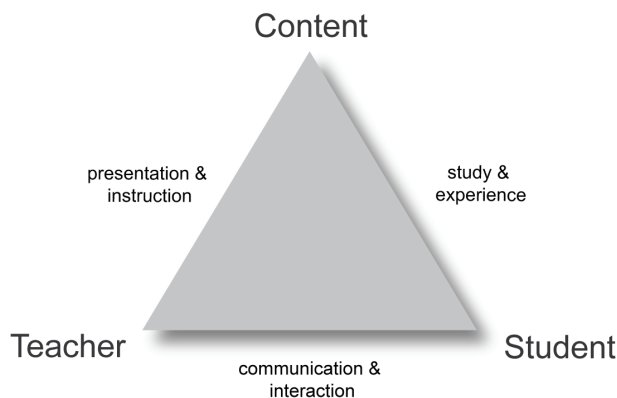 Content
presentation &
instruction
study &
experience
Teacher
Student
communication &
interaction